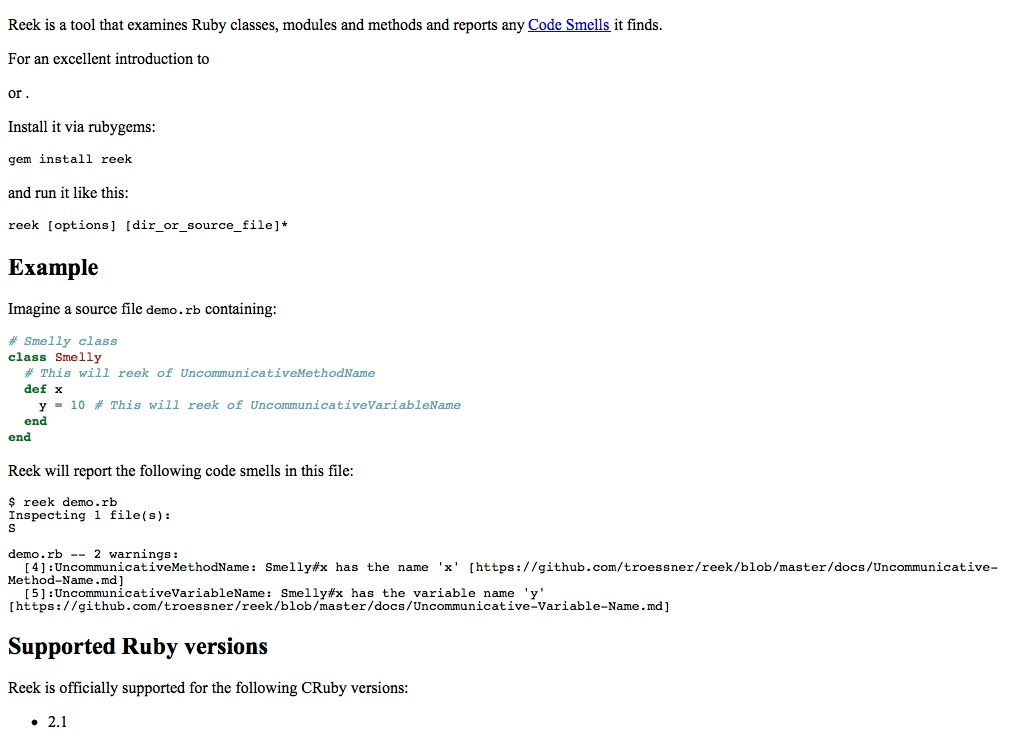 Reek is a tool that examines Ruby classes, modules and methods and reports any Code Smells it finds.
For an excellent introduction to
or .
Install it via rubygems:
gem install reek
and run it like this:
reek [options] [dir_or_source_file]*
Example
Imagine a source file demo.rb containing:
# Smelly class
class Smelly
  # This will reek of UncommunicativeMethodName
  def x
    y = 10 # This will reek of UncommunicativeVariableName
  end
end
Reek will report the following code smells in this file:
$ reek demo.rb
Inspecting 1 file(s):
S
demo.rb -- 2 warnings:
  [4]:UncommunicativeMethodName: Smelly#x has the name 'x' [https://github.com/troessner/reek/blob/master/docs/Uncommunicative-
Method-Name.md]
  [5]:UncommunicativeVariableName: Smelly#x has the variable name 'y'
[https://github.com/troessner/reek/blob/master/docs/Uncommunicative-Variable-Name.md]
Supported Ruby versions
Reek is officially supported for the following CRuby versions:
• 2.1